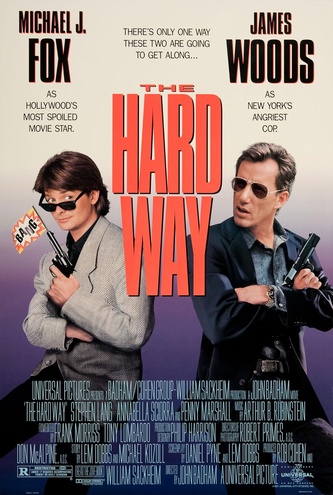 MICHAEL J.
FOX
AS
HOLLYWOOD'S
MOST SPOILED
MOVIE STAR.
THERE'S ONLY ONE WAY
THESE TWO ARE GOING
TO GET ALONG...
JAMES
WOODS
AS
NEW YORK'S
ANGRIEST
COP.
THE
HARD
WAY
BANG
UNIVERSAL PICTURES PRESENTS A BADHAM/COHEN GROUP-WILLIAM SACKHEIM PRODUCTION A JOHN BADHAM
"THE HARD WAY" STEPHEN LANG ANNABELLA SCIORRA AND PENNY MARSHALL MUSIC BY ARTHUR B. RUBINSTEIN
FRANK MORRISS TONY LOMBARDO PHILIP HARRISON ROBERT PRIMES, A.S.C.
DON McALPINE, A.S.C. LEM DOBBS MICHAEL KOZOLL DANIEL PYNE LEM DOBBS ROB COHEN
R RESTRICTED
WILLIAM SACKHEIM JOHN BADHAM A UNIVERSAL PICTURE
UNIVERSAL